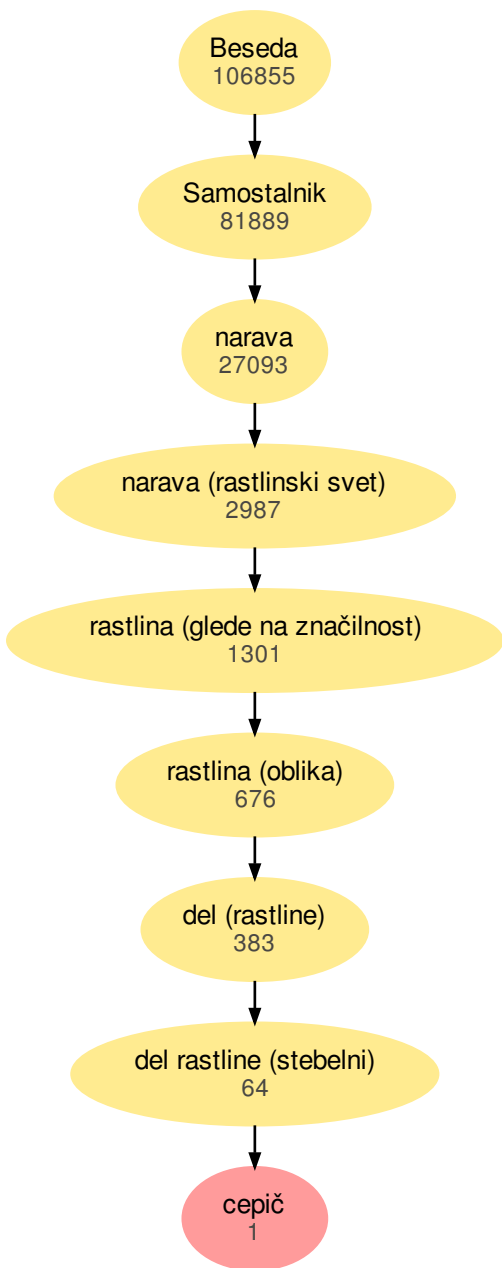 Beseda
106855
Samostalnik
81889
narava
27093
narava (rastlinski svet)
2987
rastlina (glede na značilnost)
1301
rastlina (oblika)
676
del (rastline)
383
del rastline (stebelni)
64
cepič
1